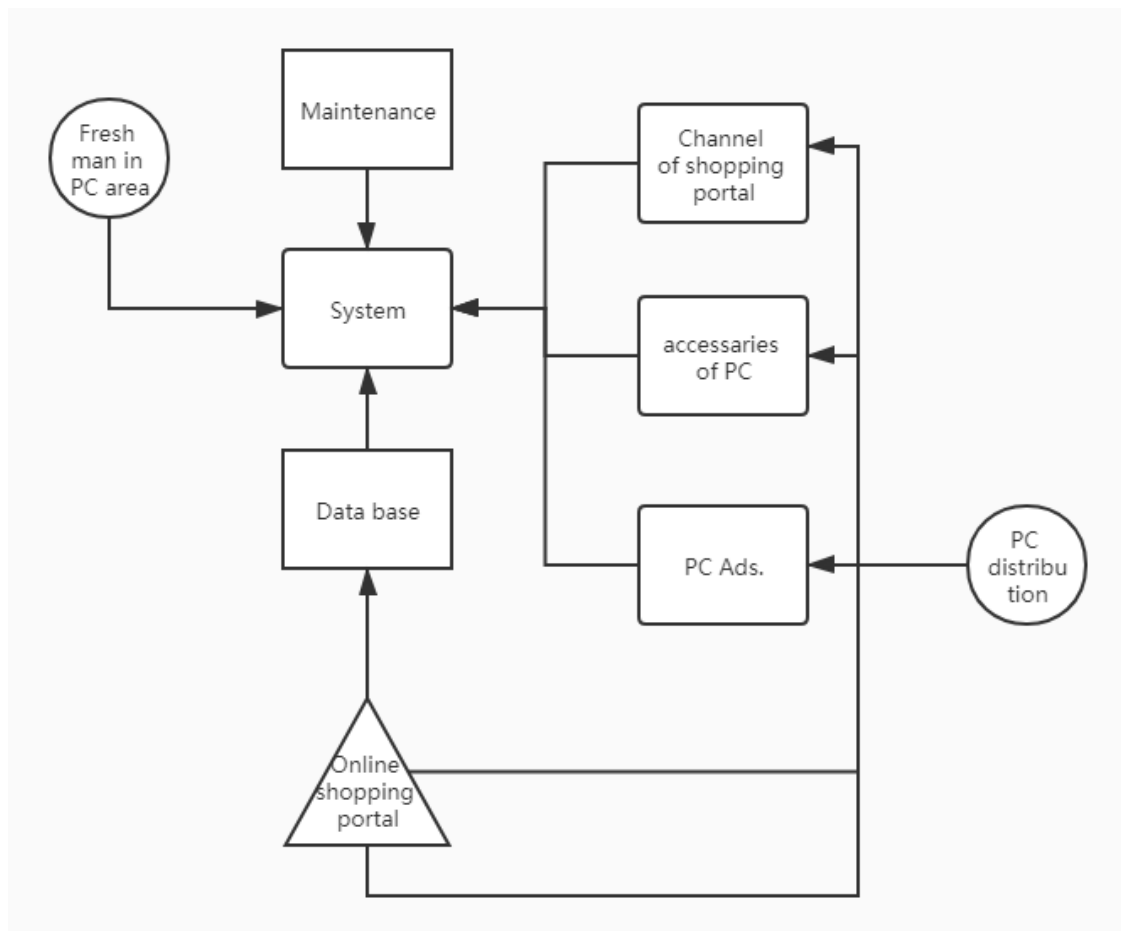 Maintenance
Fresh
man in
PC area
Channel
of shopping
portal
System
accessaries
of PC
Data base
PC Ads.
PC
distribu
tion
Online
shopping
portal